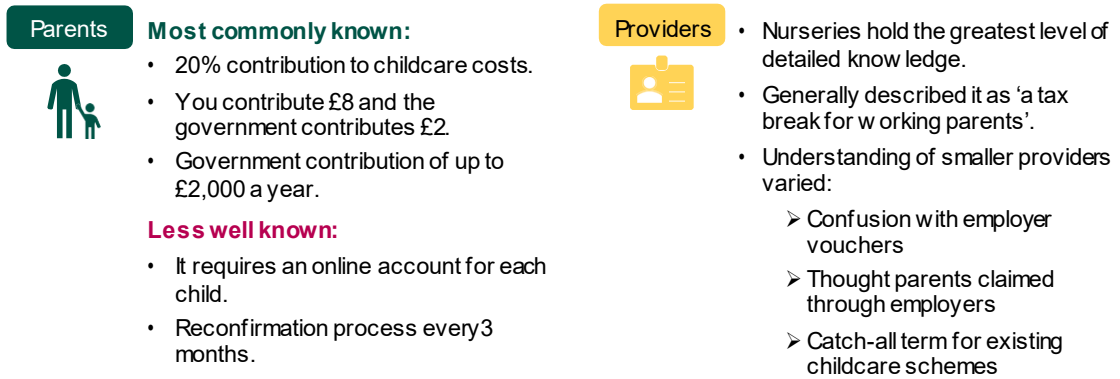 Parents
Most commonly known:
• 20% contribution to childcare costs.
• You contribute £8 and the
government contributes £2.
• Government contribution of up to
£2,000 a year.
Less well known:
• It requires an online account for each
child.
• Reconfirmation process every 3
months.
Providers
• Nurseries hold the greatest level of
detailed know ledge.
• Generally described it as ‘a tax
break for w orking parents’.
• Understanding of smaller providers
varied:
➢ Confusion with employer
vouchers
➢ Thought parents claimed
through employers
➢ Catch-all term for existing
childcare schemes